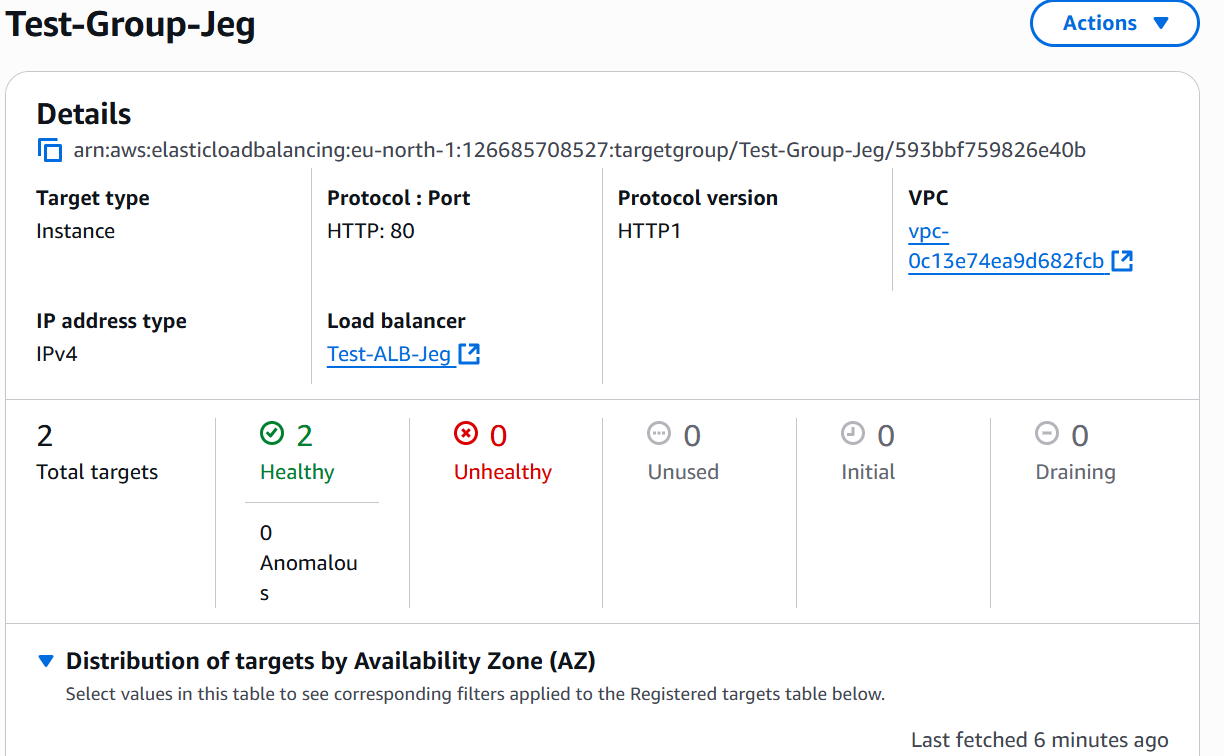 Test-Group-Jeg
Actions
Details
arn:aws:elasticloadbalancing:eu-north-1:126685708527:targetgroup/Test-Group-Jeg/593bbf759826e40b
Target type
Instance
Protocol : Port
HTTP: 80
Protocol version
HTTP1
VPC
vpc-
0c13e74ea9d682fcb
IP address type
IPv4
Load balancer
Test-ALB-Jeg
2
Total targets
2
Healthy
0
Anomalou
s
0
Unhealthy
0
Unused
0
Initial
0
Draining
Distribution of targets by Availability Zone (AZ)
Select values in this table to see corresponding filters applied to the Registered targets table below.
Last fetched 6 minutes ago